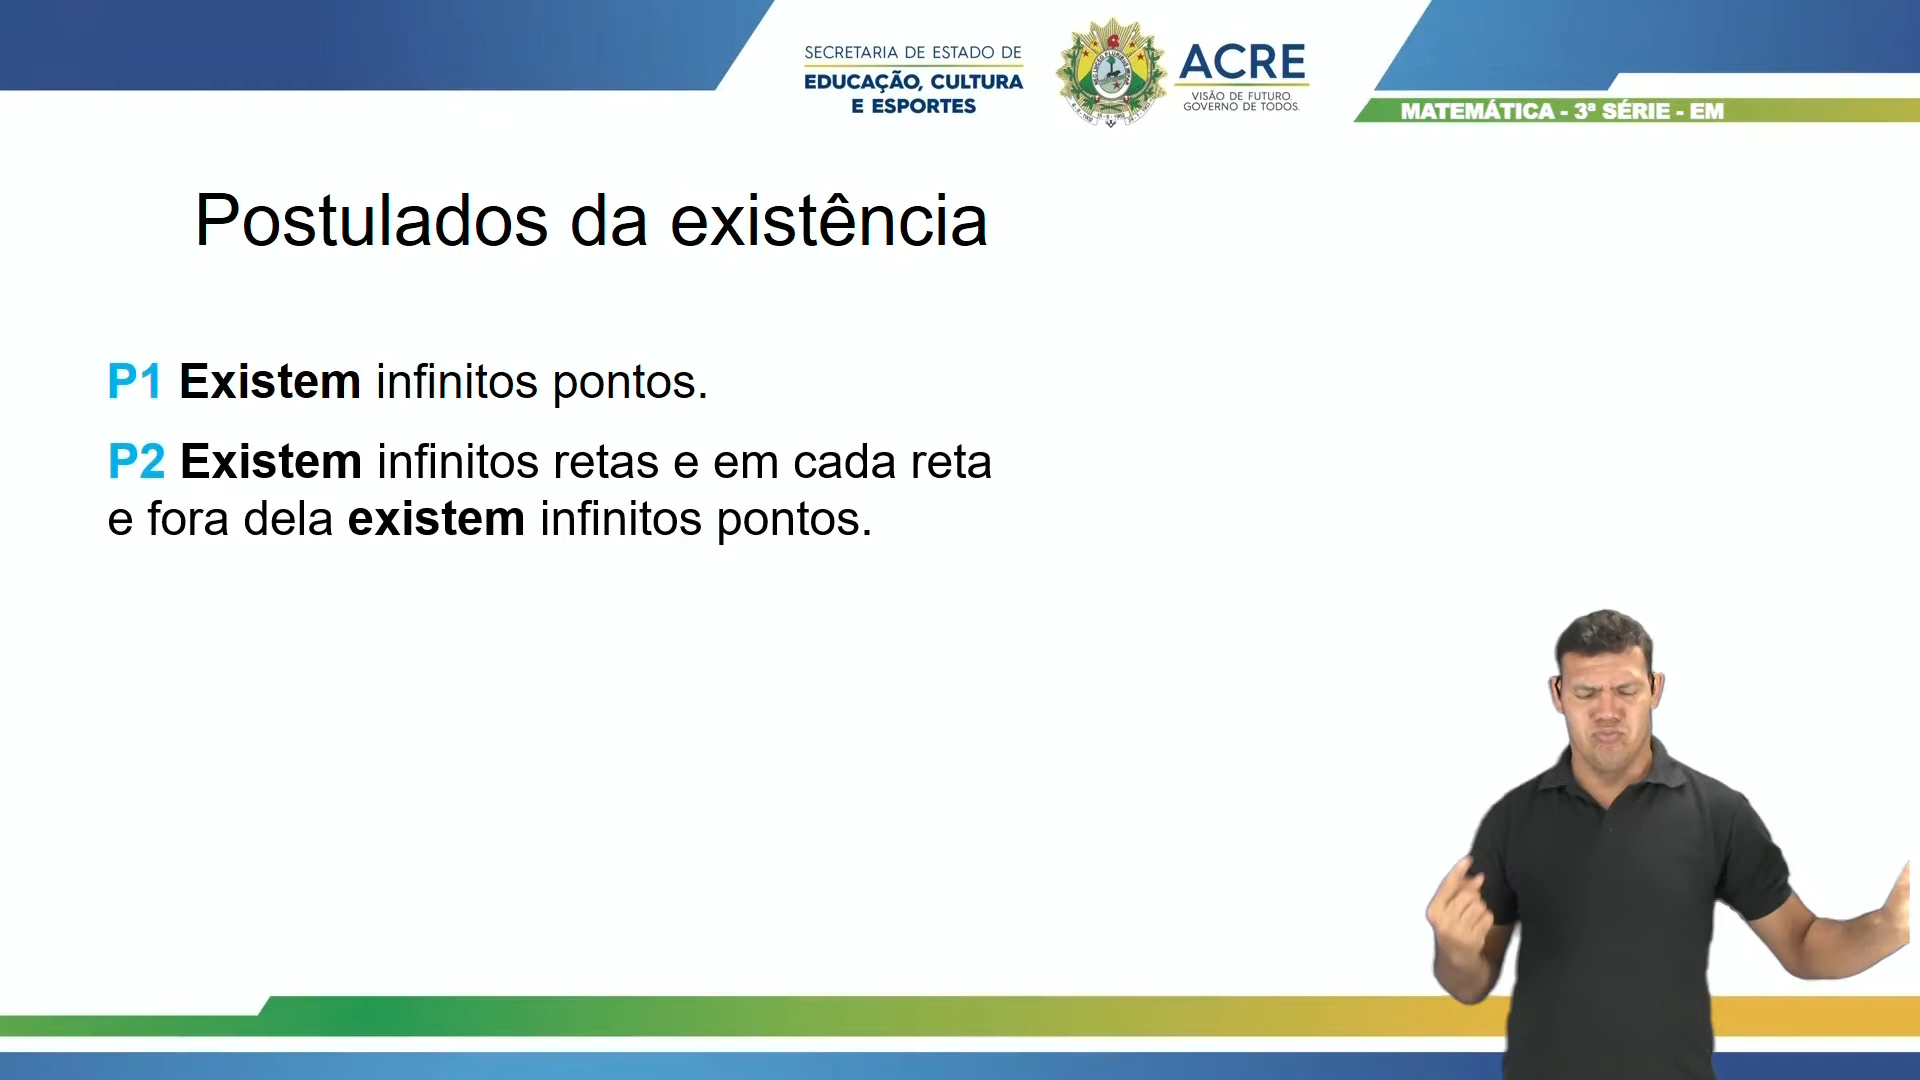 SECRETARIA DE ESTADO DE
EDUCAÇÃO, CULTURA
E ESPORTES
ACRE
VISÃO DE FUTURO.
GOVERNO DE TODOS.
MATEMÁTICA - 3ª SÉRIE - EM
Postulados da existência
P1 Existem infinitos pontos.
P2 Existem infinitos retas e em cada reta
e fora dela existem infinitos pontos.